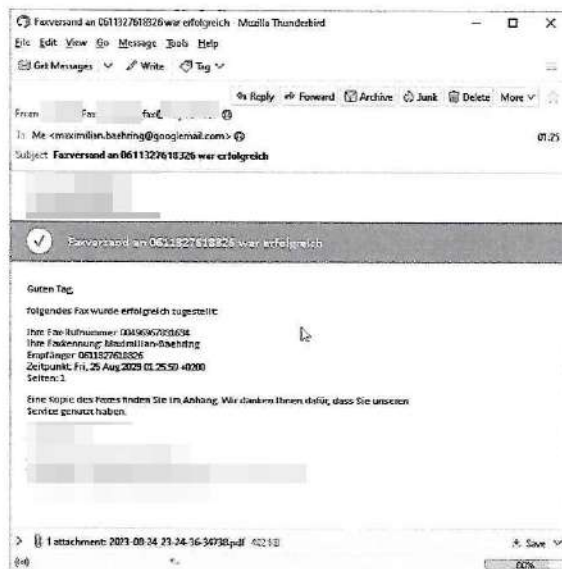 Faxversand an 0611327618326 war erfolgreich - Mozilla Thunderbird
File Edit View Go Message Tools Help
Get Messages Write Tag
Reply Forward Archive Junk Delete More
From Fax
To Me <maximilian.baehring@googlemail.com> 01:25
Subject Faxversand an 0611327618326 war erfolgreich
Faxversand an 0611327618326 war erfolgreich
Guten Tag,
folgendes Fax wurde erfolgreich zugestellt:
Ihre Fax-Rufnummer:
Ihre Faxkennung: Maximilian-Baehring
Empfänger: 0611327618326
Zeitpunkt: Fri, 25 Aug 2023 01:25:50 +0200
Seiten: 1
Eine Kopie des Faxes finden Sie im Anhang. Wir danken Ihnen dafür, dass Sie unseren
Service genutzt haben.
1 attachment: 2023-08-24_23-24-36-34738.pdf Save